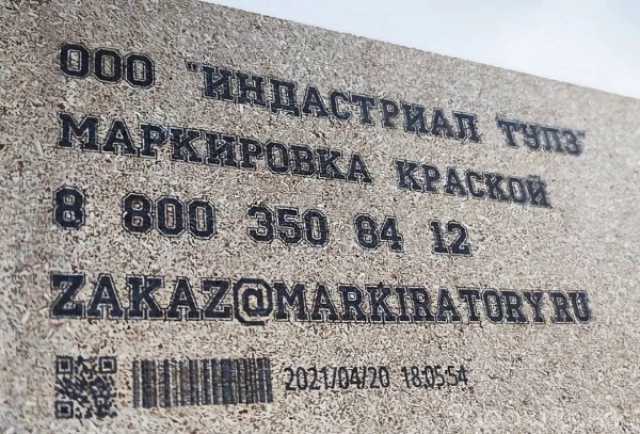 ООО "ИНДАСТРИАЛ ТУЛЗ"
МАРКИРОВКА КРАСКОЙ
8 800 350 84 12
ZAKAZ@MARKIRATORY.RU
2021/04/20 18:05:54